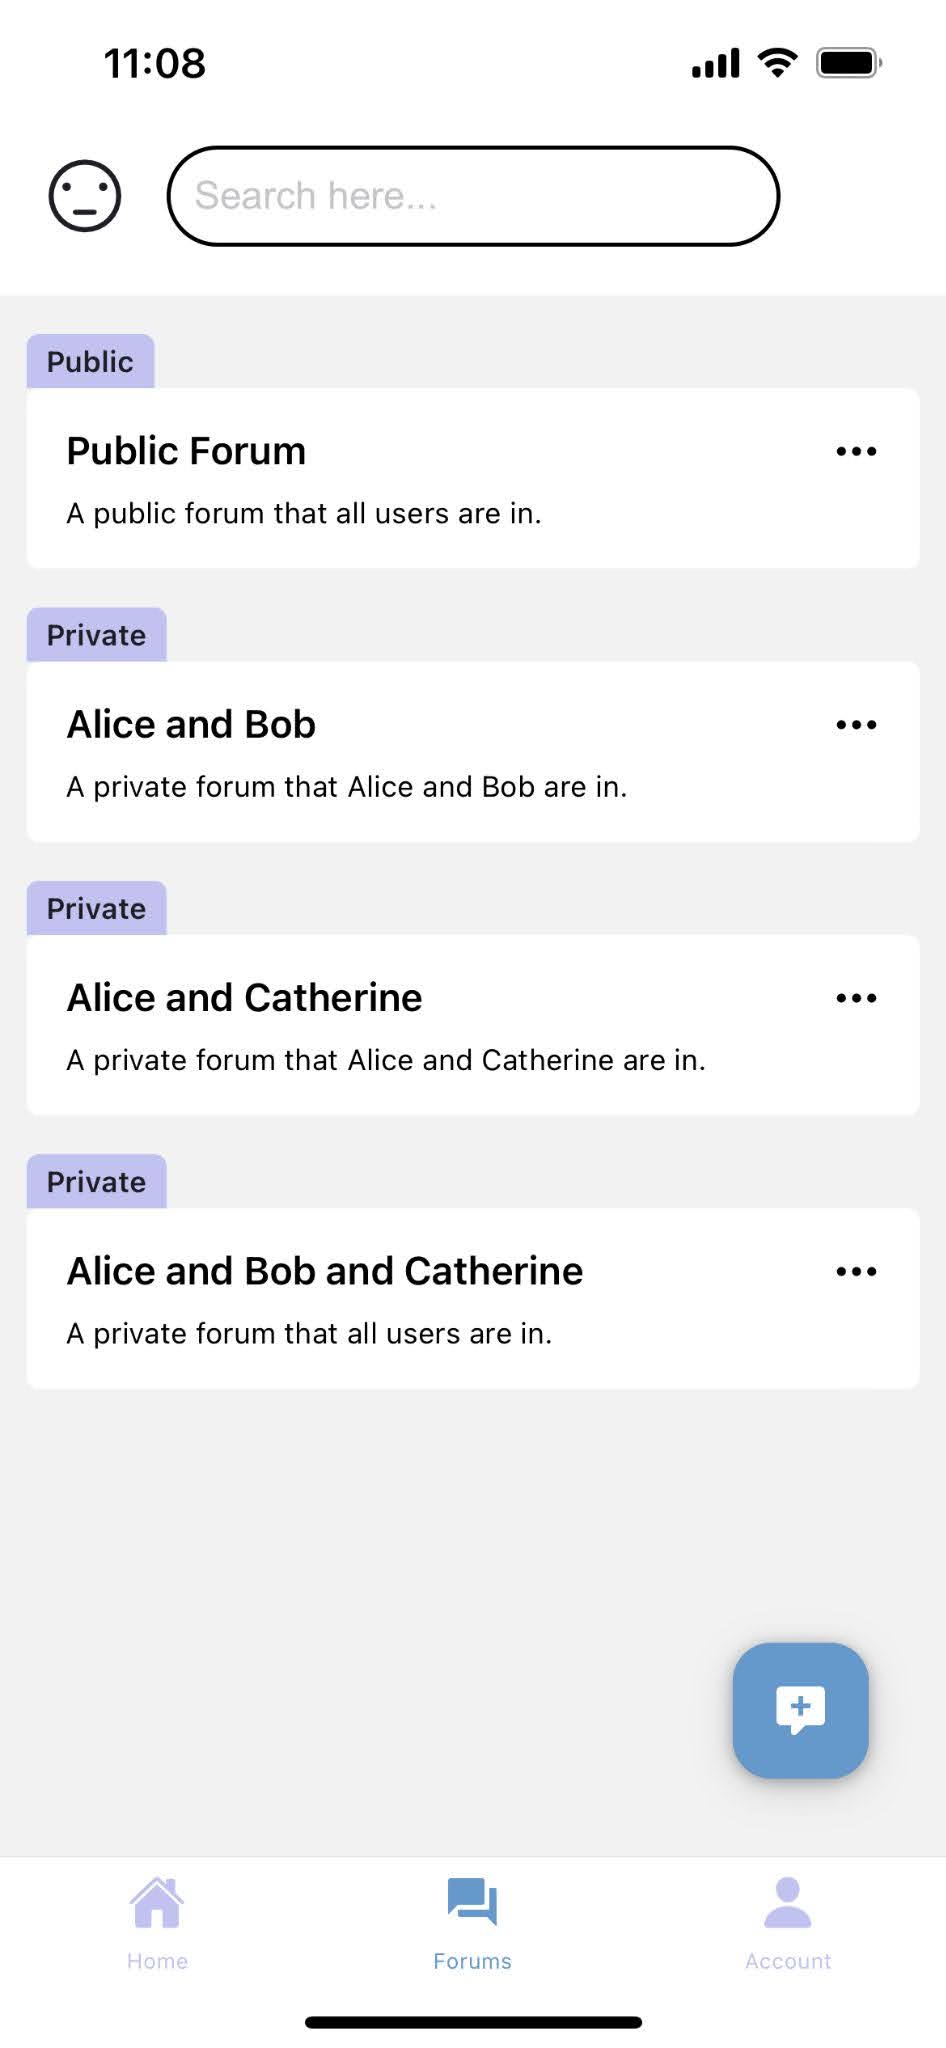 11:08
Search here...
Public
Public Forum
A public forum that all users are in.
Private
Alice and Bob
A private forum that Alice and Bob are in.
Private
Alice and Catherine
A private forum that Alice and Catherine are in.
Private
Alice and Bob and Catherine
A private forum that all users are in.
Home
Forums
Account